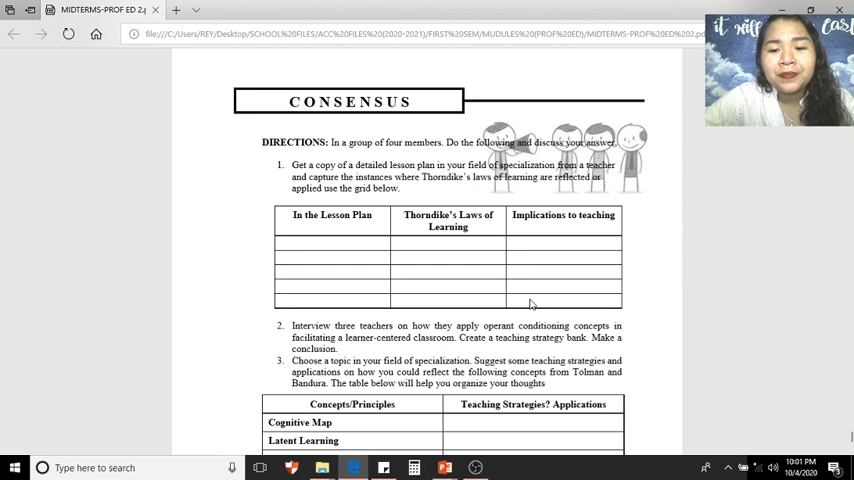 MIDTERMS-PROF ED 2.p
file:///C:/Users/REY/Desktop/SCHOOL%20FILES/ACC%20FILES%20(2020-2021)/FIRST%20SEM/MUDULES%20(PROF%20ED)/MIDTERMS-PROF%20ED%202.pd
it will
CONSENSUS
DIRECTIONS: In a group of four members. Do the following and discuss your answer.
1. Get a copy of a detailed lesson plan in your field of specialization from a teacher
and capture the instances where Thorndike's laws of learning are reflected or
applied use the grid below.
In the Lesson Plan Thorndike's Laws of Implications to teaching
Learning
2. Interview three teachers on how they apply operant conditioning concepts in
facilitating a learner-centered classroom. Create a teaching strategy bank. Make a
conclusion.
3. Choose a topic in your field of specialization. Suggest some teaching strategies and
applications on how you could reflect the following concepts from Tolman and
Bandura. The table below will help you organize your thoughts
Concepts/Principles Teaching Strategies? Applications
Cognitive Map
Latent Learning
Type here to search
10:01 PM
10/4/2020